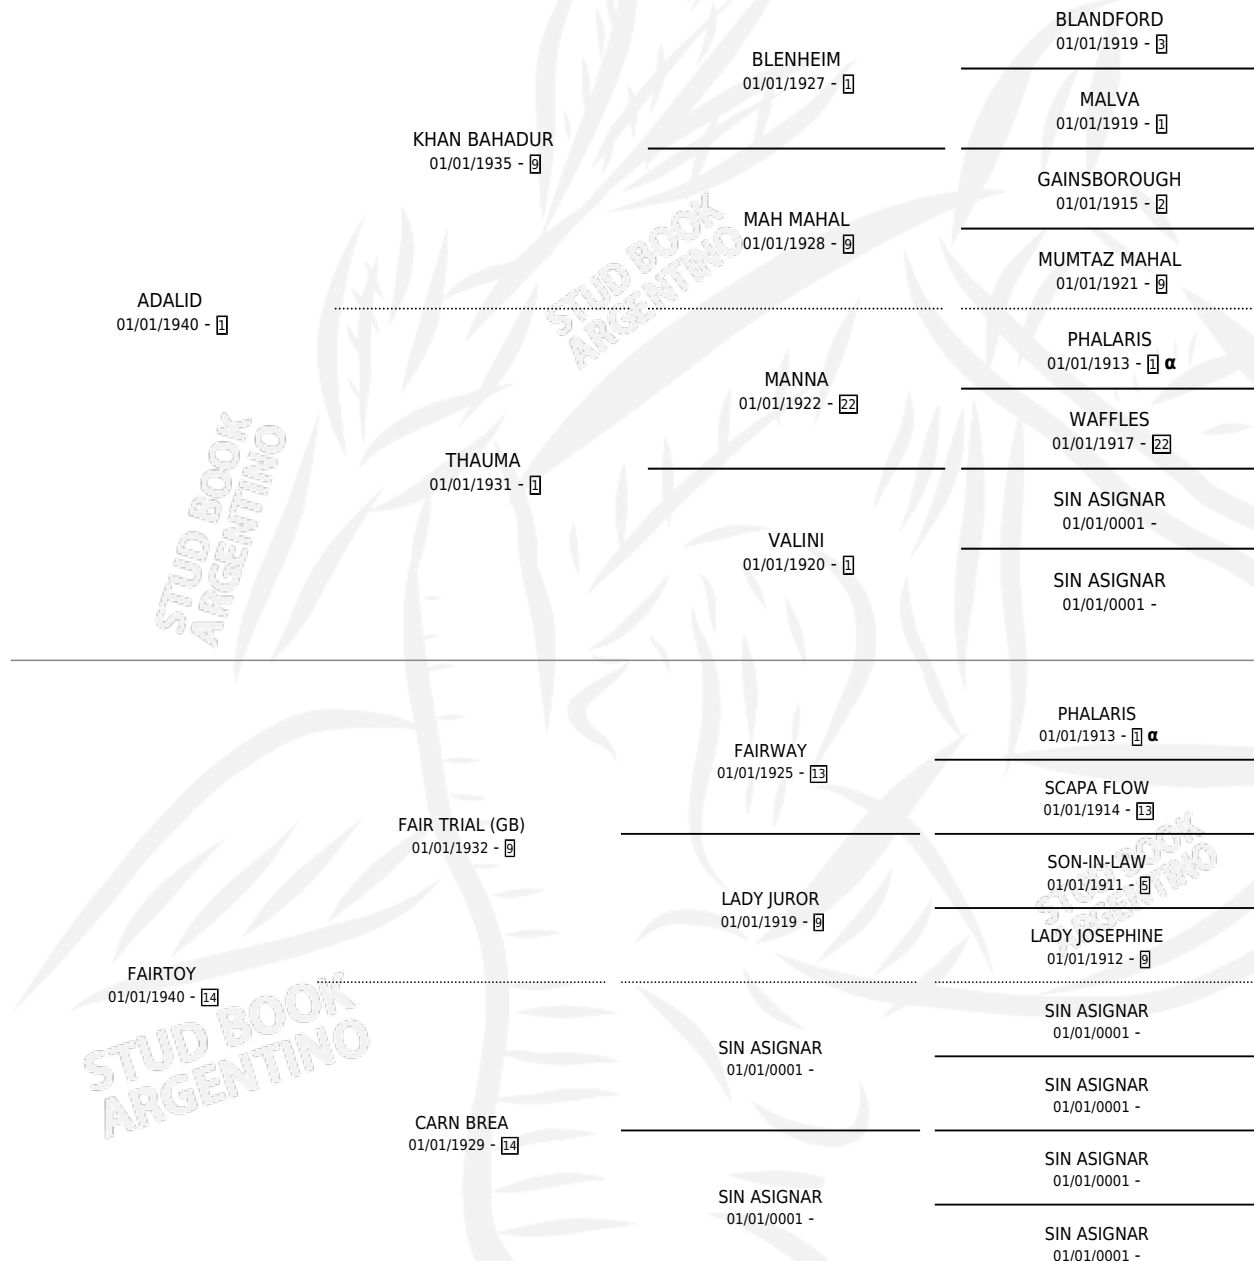 BLANDFORD
01/01/1919 - 3
BLENHEIM
01/01/1927 - 1
MALVA
01/01/1919 - 1
KHAN BAHADUR
01/01/1935 - 9
GAINSBOROUGH
01/01/1915 - 2
MAH MAHAL
01/01/1928 - 9
MUMTAZ MAHAL
01/01/1921 - 9
ADALID
01/01/1940 - 1
PHALARIS
01/01/1913 - 1 α
MANNA
01/01/1922 - 22
WAFFLES
01/01/1917 - 22
THAUMA
01/01/1931 - 1
SIN ASIGNAR
01/01/0001 -
VALINI
01/01/1920 - 1
SIN ASIGNAR
01/01/0001 -
STUD BOOK
ARGENTINO
STUD BOOK
ARGENTINO
PHALARIS
01/01/1913 - 1 α
FAIRWAY
01/01/1925 - 13
SCAPA FLOW
01/01/1914 - 13
FAIR TRIAL (GB)
01/01/1932 - 9
SON-IN-LAW
01/01/1911 - 5
LADY JUROR
01/01/1919 - 9
LADY JOSEPHINE
01/01/1912 - 9
STUD BOOK
ARGENTINO
FAIRTOY
01/01/1940 - 14
SIN ASIGNAR
01/01/0001 -
SIN ASIGNAR
01/01/0001 -
SIN ASIGNAR
01/01/0001 -
CARN BREA
01/01/1929 - 14
SIN ASIGNAR
01/01/0001 -
SIN ASIGNAR
01/01/0001 -
SIN ASIGNAR
01/01/0001 -
STUD BOOK
ARGENTINO